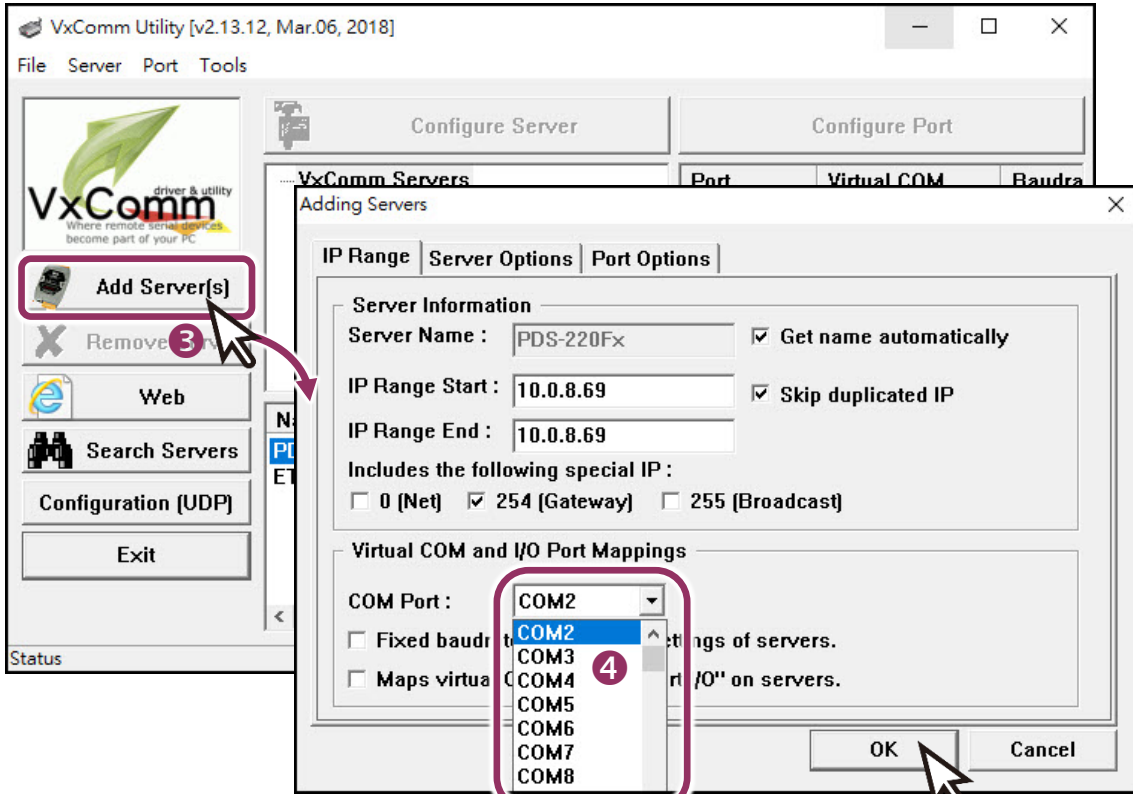 VxComm Utility [v2.13.12, Mar.06, 2018]
File Server Port Tools
VxComm
driver & utility
Where remote serial devices
become part of your PC
Configure Server
Configure Port
VxComm Servers
Port Virtual COM Baudra
Add Server(s)
3
Remove
Web
Search Servers
Configuration (UDP)
Exit
Status
Adding Servers
IP Range Server Options Port Options
Server Information
Server Name : PDS-220Fx Get name automatically
IP Range Start : 10.0.8.69 Skip duplicated IP
IP Range End : 10.0.8.69
Includes the following special IP :
0 (Net) 254 (Gateway) 255 (Broadcast)
Virtual COM and I/O Port Mappings
COM Port : COM2
Fixed of servers.
Maps on servers.
COM2
COM3
COM4
COM5
COM6
COM7
COM8
4
OK Cancel